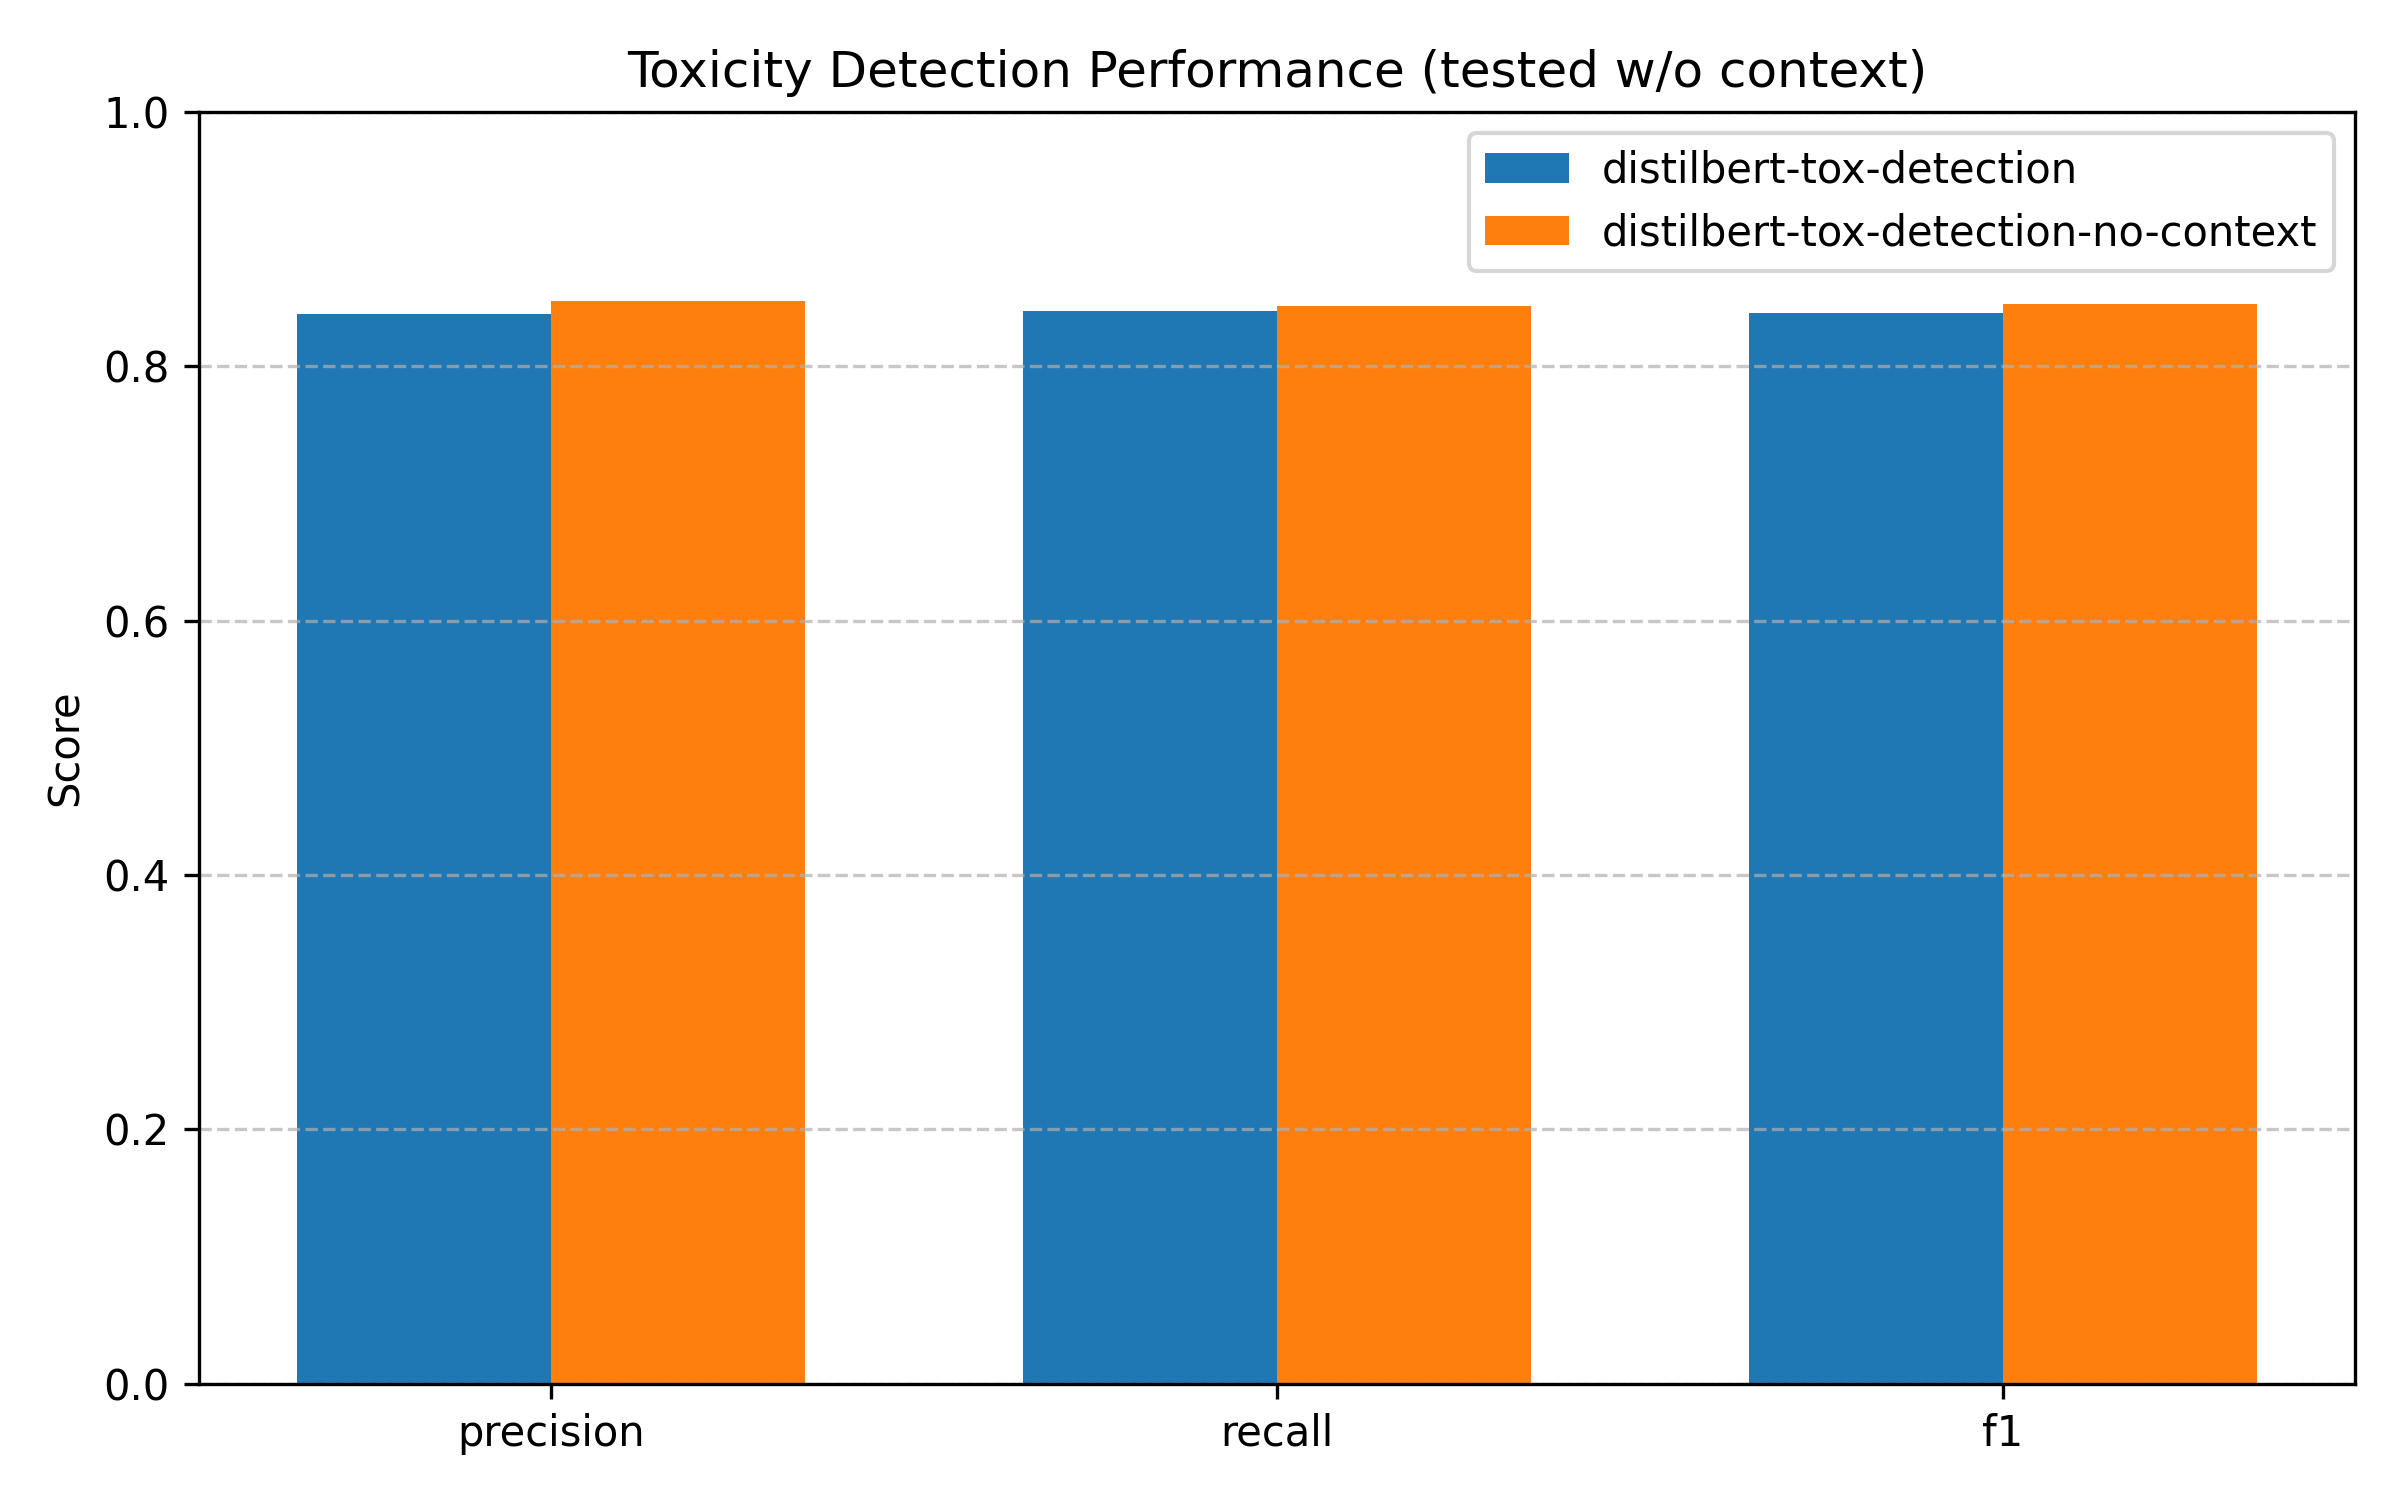 Toxicity Detection Performance (tested w/o context)
distilbert-tox-detection
distilbert-tox-detection-no-context
1.0
0.8
0.6
0.4
0.2
0.0
Score
precision
recall
f1